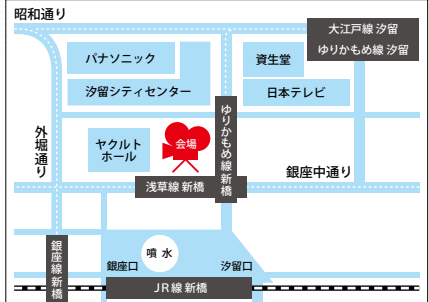 昭和通り
大江戸線 汐留
ゆりかもめ線 汐留
パナソニック
資生堂
汐留シティセンター
日本テレビ
外堀通り
ゆりかもめ線 新橋
ヤクルト
ホール
会場
銀座中通り
浅草線 新橋
銀座線 新橋
噴 水
銀座口
汐留口
JR線 新橋